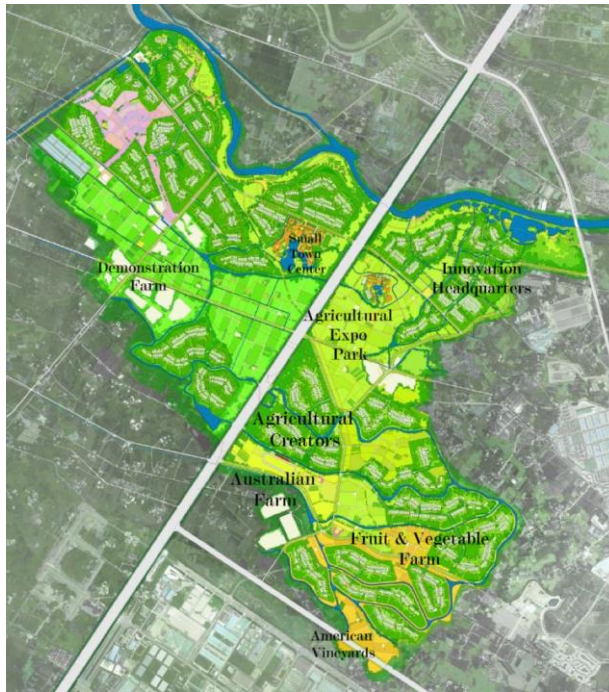 Small
Town
Center
Demonstration
Farm
Innovation
Headquarters
Agricultural
Expo
Park
Agricultural
Creators
Australian
Farm
Fruit & Vegetable
Farm
American
Vineyards